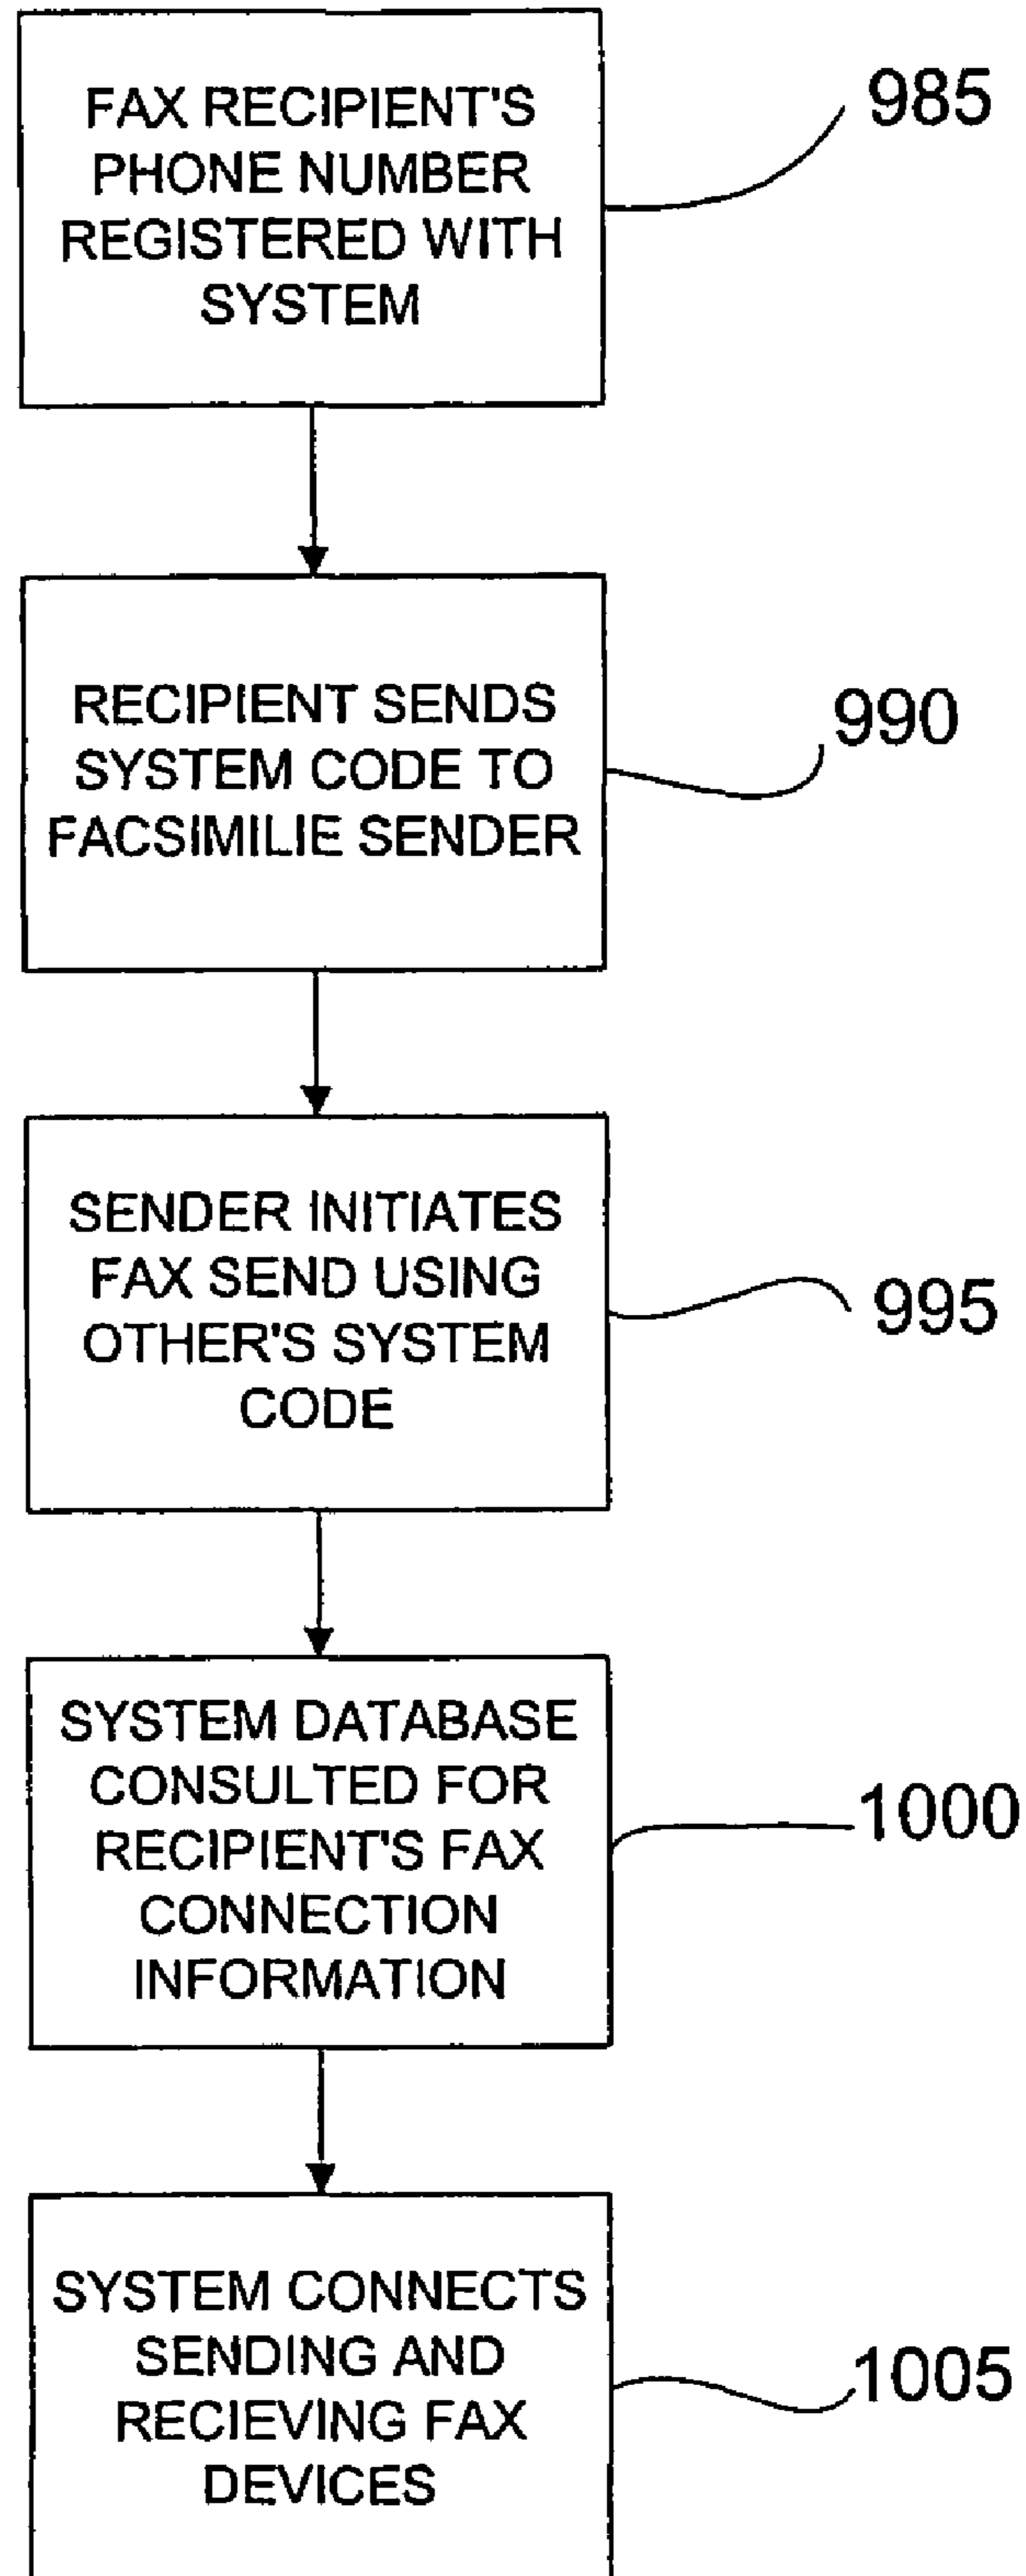 FAX RECIPIENT'S
PHONE NUMBER
REGISTERED WITH
SYSTEM
985
RECIPIENT SENDS
SYSTEM CODE TO
FACSIMILIE SENDER
990
SENDER INITIATES
FAX SEND USING
OTHER'S SYSTEM
CODE
995
SYSTEM DATABASE
CONSULTED FOR
RECIPIENT'S FAX
CONNECTION
INFORMATION
1000
SYSTEM CONNECTS
SENDING AND
RECIEVING FAX
DEVICES
1005